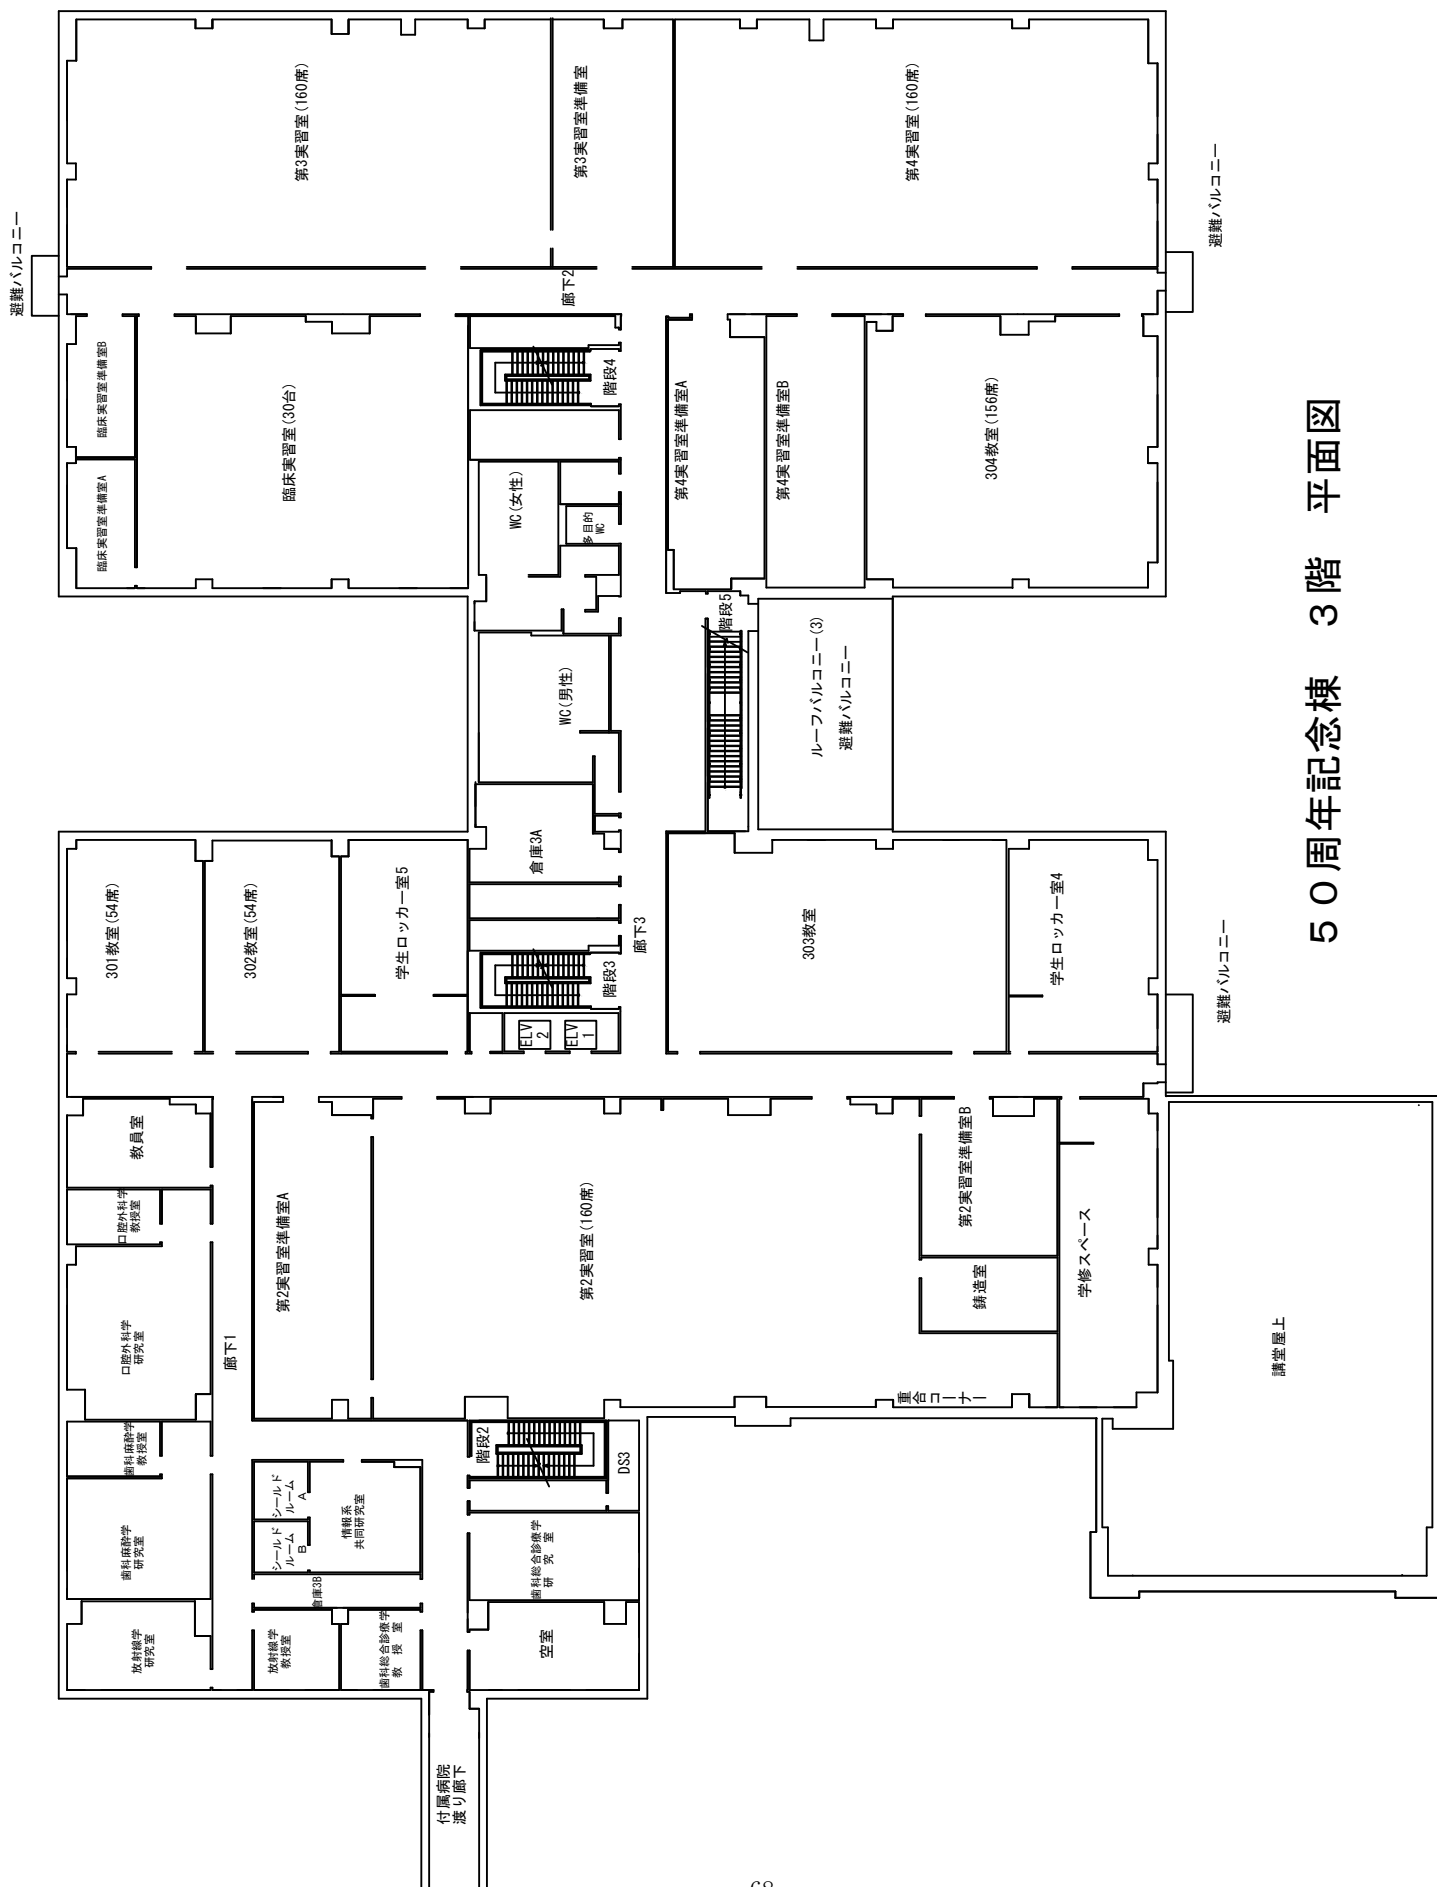 50周年記念棟　3階　平面図
避難バルコニー
第3実習室(160席)
第3実習室準備室
第4実習室(160席)
避難バルコニー
廊下2
臨床実習室準備室B
臨床実習室準備室A
臨床実習室(30台)
階段4
WC(女性)
多目的
WC
第4実習室準備室A
第4実習室準備室B
304教室(156席)
階段5
WC(男性)
ルーフバルコニー(3)
避難バルコニー
倉庫3A
301教室(54席)
302教室(54席)
学生ロッカー室5
階段3
廊下3
303教室
学生ロッカー室4
避難バルコニー
ELV
2
ELV
1
教員室
口腔外科学
教授室
口腔外科学
研究室
廊下1
第2実習室準備室A
第2実習室(160席)
第2実習室準備室B
鋳造室
学修スペース
重合コーナー
講堂屋上
歯科麻酔学
教授室
歯科麻酔学
研究室
シールド
ルーム
A
シールド
ルーム
B
情報系
共同研究室
階段2
DS3
倉庫3B
歯科総合診療学
研究室
放射線学
研究室
放射線学
教授室
歯科総合診療学
教授室
空室
付属病院
渡り廊下
68